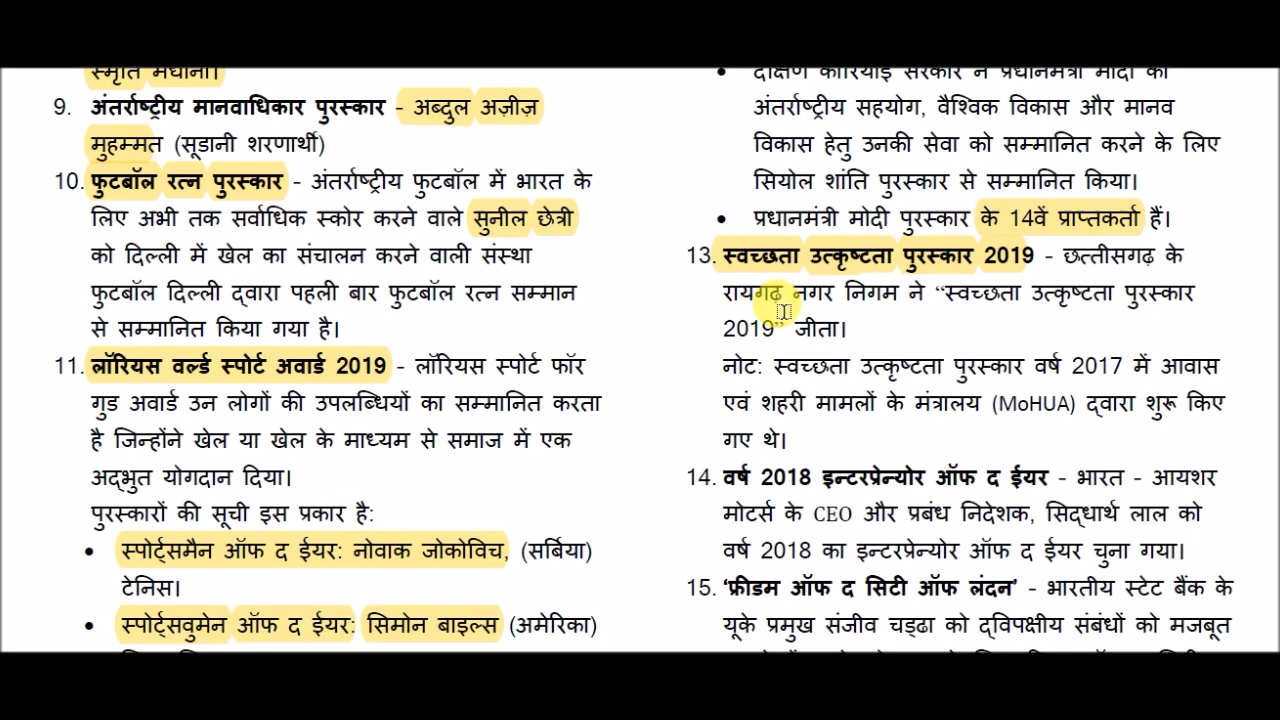 स्मृति मंधाना।
9. अंतर्राष्ट्रीय मानवाधिकार पुरस्कार - अब्दुल अज़ीज़
मुहम्मत (सूडानी शरणार्थी)
10. फुटबॉल रत्न पुरस्कार - अंतर्राष्ट्रीय फुटबॉल में भारत के
लिए अभी तक सर्वाधिक स्कोर करने वाले सुनील छेत्री
को दिल्ली में खेल का संचालन करने वाली संस्था
फुटबॉल दिल्ली द्वारा पहली बार फुटबॉल रत्न सम्मान
से सम्मानित किया गया है।
11. लॉरियस वर्ल्ड स्पोर्ट अवार्ड 2019 - लॉरियस स्पोर्ट फॉर
गुड अवार्ड उन लोगों की उपलब्धियों का सम्मानित करता
है जिन्होंने खेल या खेल के माध्यम से समाज में एक
अद्भुत योगदान दिया।
पुरस्कारों की सूची इस प्रकार है:
• स्पोर्ट्समैन ऑफ द ईयर: नोवाक जोकोविच, (सर्बिया)
टेनिस।
• स्पोर्ट्सवुमेन ऑफ द ईयर: सिमोन बाइल्स (अमेरिका)
• दक्षिण कोरियाई सरकार ने प्रधानमंत्री मोदी को
अंतर्राष्ट्रीय सहयोग, वैश्विक विकास और मानव
विकास हेतु उनकी सेवा को सम्मानित करने के लिए
सियोल शांति पुरस्कार से सम्मानित किया।
• प्रधानमंत्री मोदी पुरस्कार के 14वें प्राप्तकर्ता हैं।
13. स्वच्छता उत्कृष्टता पुरस्कार 2019 - छत्तीसगढ़ के
रायगढ़ नगर निगम ने “स्वच्छता उत्कृष्टता पुरस्कार
2019” जीता।
नोट: स्वच्छता उत्कृष्टता पुरस्कार वर्ष 2017 में आवास
एवं शहरी मामलों के मंत्रालय (MoHUA) द्वारा शुरू किए
गए थे।
14. वर्ष 2018 इन्टरप्रेन्योर ऑफ द ईयर - भारत - आयशर
मोटर्स के CEO और प्रबंध निदेशक, सिद्धार्थ लाल को
वर्ष 2018 का इन्टरप्रेन्योर ऑफ द ईयर चुना गया।
15. ‘फ्रीडम ऑफ द सिटी ऑफ लंदन’ - भारतीय स्टेट बैंक के
यूके प्रमुख संजीव चड्ढा को द्विपक्षीय संबंधों को मजबूत